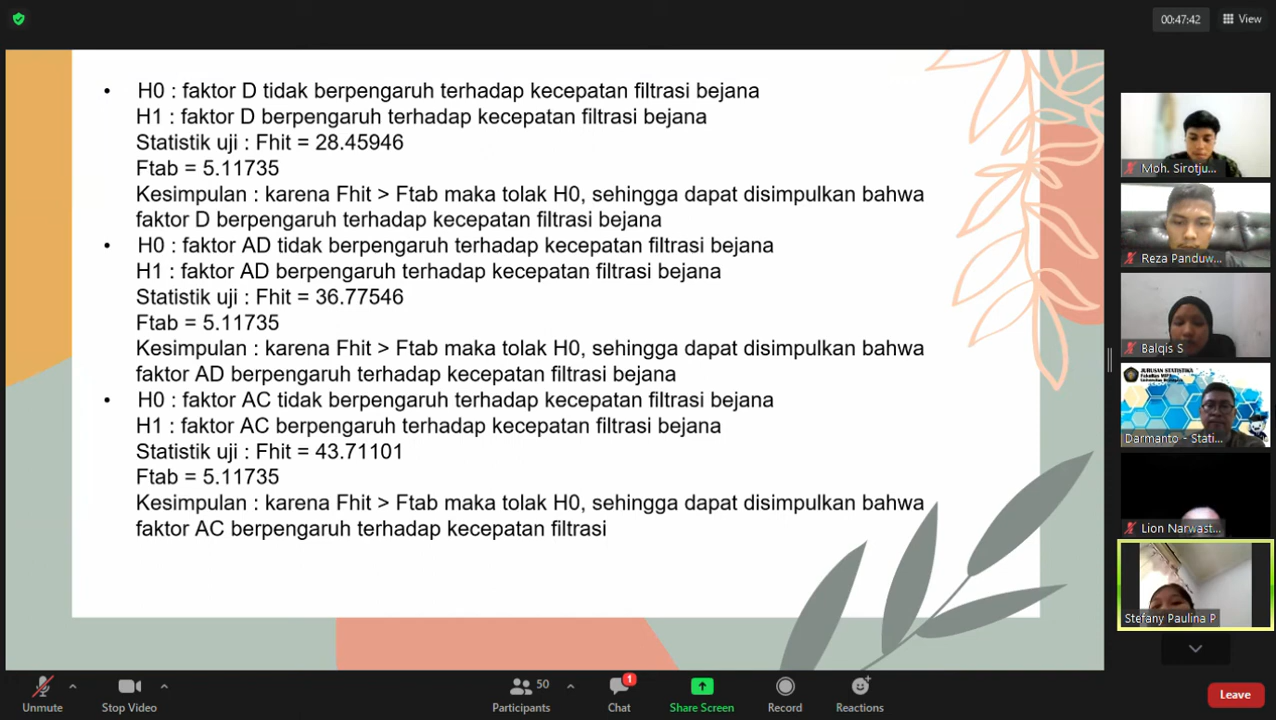 00:47:42
View
• H0 : faktor D tidak berpengaruh terhadap kecepatan filtrasi bejana
H1 : faktor D berpengaruh terhadap kecepatan filtrasi bejana
Statistik uji : Fhit = 28.45946
Ftab = 5.11735
Kesimpulan : karena Fhit > Ftab maka tolak H0, sehingga dapat disimpulkan bahwa
faktor D berpengaruh terhadap kecepatan filtrasi bejana
• H0 : faktor AD tidak berpengaruh terhadap kecepatan filtrasi bejana
H1 : faktor AD berpengaruh terhadap kecepatan filtrasi bejana
Statistik uji : Fhit = 36.77546
Ftab = 5.11735
Kesimpulan : karena Fhit > Ftab maka tolak H0, sehingga dapat disimpulkan bahwa
faktor AD berpengaruh terhadap kecepatan filtrasi bejana
• H0 : faktor AC tidak berpengaruh terhadap kecepatan filtrasi bejana
H1 : faktor AC berpengaruh terhadap kecepatan filtrasi bejana
Statistik uji : Fhit = 43.71101
Ftab = 5.11735
Kesimpulan : karena Fhit > Ftab maka tolak H0, sehingga dapat disimpulkan bahwa
faktor AC berpengaruh terhadap kecepatan filtrasi
Moh. Sirotju...
Reza Panduw...
Balqis S
JURUSAN STATISTIKA
Darmanto - Stati...
Lion Narwast...
Stefany Paulina P
Unmute
Stop Video
50
Participants
1
Chat
Share Screen
Record
Reactions
Leave